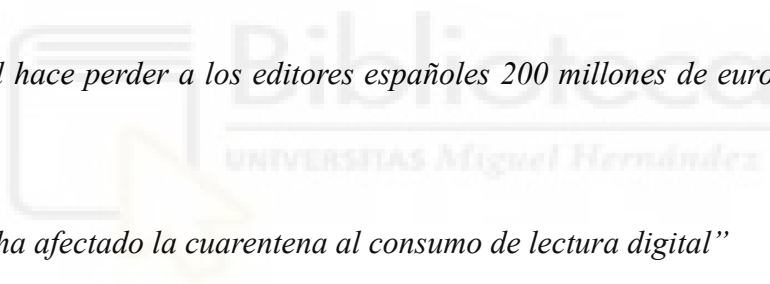 Biblioteca
hace perder a los editores españoles 200 millones de euro
UNIVERSITAS Miguel Hernández
ha afectado la cuarentena al consumo de lectura digital”